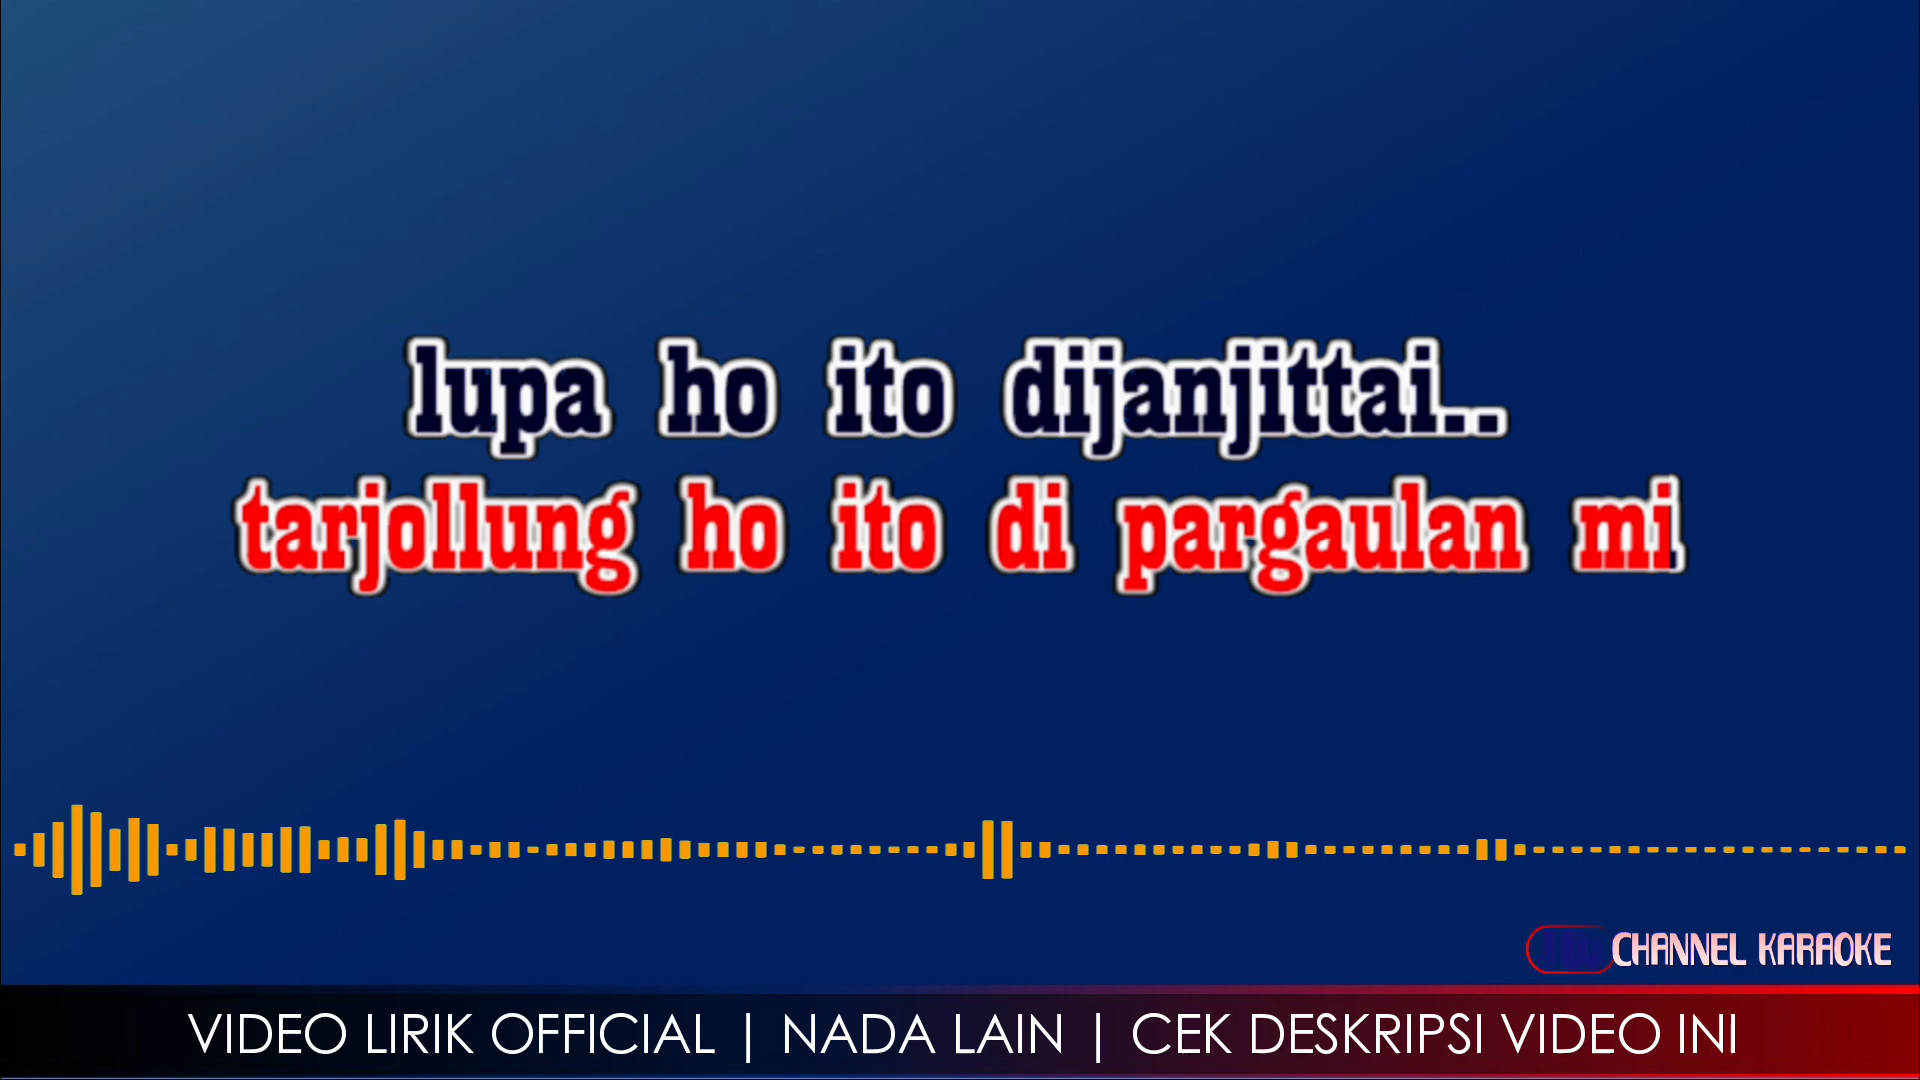 lupa ho ito dijanjittai..
tarjollung ho ito di pargaulan mi
CHANNEL KARAOKE
VIDEO LIRIK OFFICIAL | NADA LAIN | CEK DESKRIPSI VIDEO INI